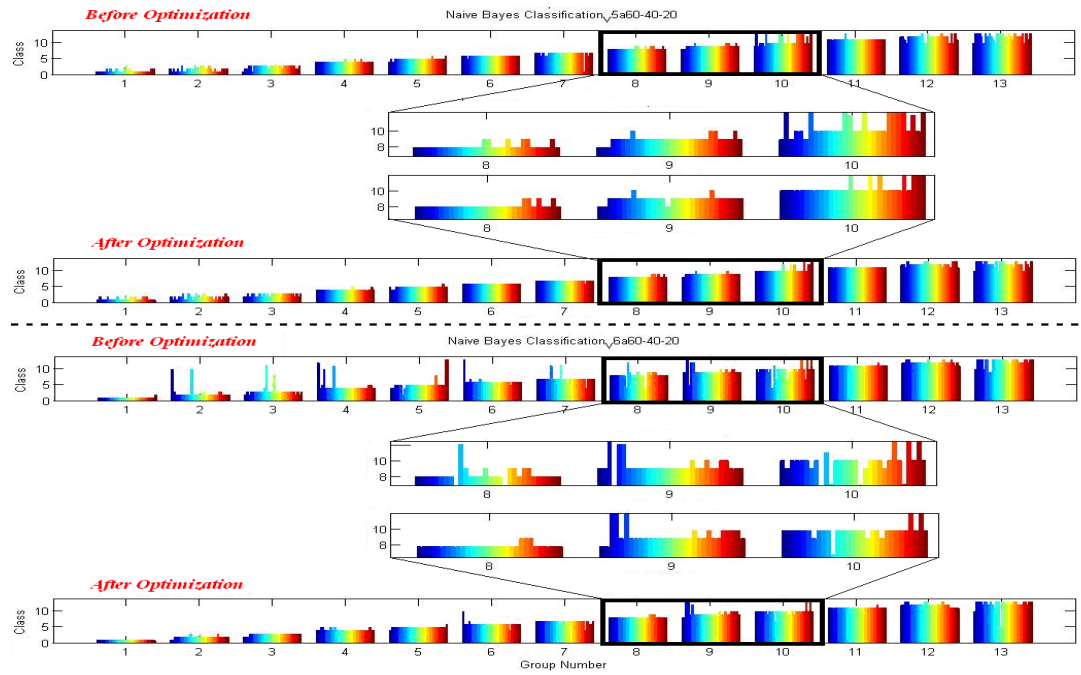 Before Optimization
Naive Bayes Classification 5a60-40-20
Class
10
5
0
1 2 3 4 5 6 7 8 9 10 11 12 13
10
8
8 9 10
10
8
8 9 10
After Optimization
Class
10
5
0
1 2 3 4 5 6 7 8 9 10 11 12 13
Before Optimization
Naive Bayes Classification 6a60-40-20
Class
10
5
0
1 2 3 4 5 6 7 8 9 10 11 12 13
10
8
8 9 10
10
8
8 9 10
After Optimization
Class
10
5
0
1 2 3 4 5 6 7 8 9 10 11 12 13
Group Number